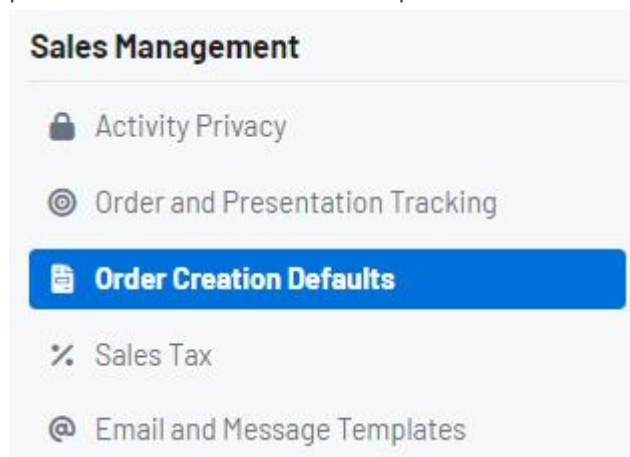 Sales Management
Activity Privacy
Order and Presentation Tracking
Order Creation Defaults
Sales Tax
Email and Message Templates